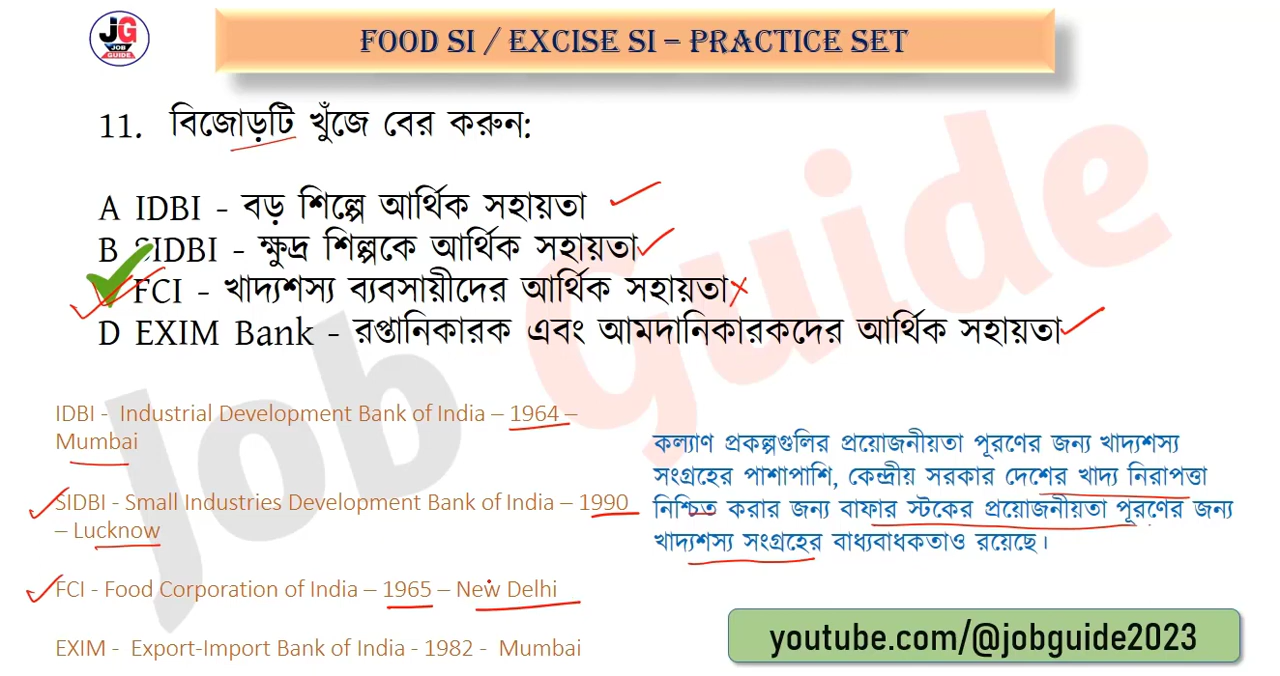 JG
JOB
GUIDE
FOOD SI / EXCISE SI – PRACTICE SET
11. বিজোড়টি খুঁজে বের করুন:
A IDBI - বড় শিল্পে আর্থিক সহায়তা
B SIDBI - ক্ষুদ্র শিল্পকে আর্থিক সহায়তা
FCI - খাদ্যশস্য ব্যবসায়ীদের আর্থিক সহায়তা
D EXIM Bank - রপ্তানিকারক এবং আমদানিকারকদের আর্থিক সহায়তা
IDBI - Industrial Development Bank of India – 1964 –
Mumbai
SIDBI - Small Industries Development Bank of India – 1990
– Lucknow
FCI - Food Corporation of India – 1965 – New Delhi
EXIM - Export-Import Bank of India - 1982 - Mumbai
কল্যাণ প্রকল্পগুলির প্রয়োজনীয়তা পূরণের জন্য খাদ্যশস্য
সংগ্রহের পাশাপাশি, কেন্দ্রীয় সরকার দেশের খাদ্য নিরাপত্তা
নিশ্চিত করার জন্য বাফার স্টকের প্রয়োজনীয়তা পূরণের জন্য
খাদ্যশস্য সংগ্রহের বাধ্যবাধকতাও রয়েছে।
youtube.com/@jobguide2023
Job Guide